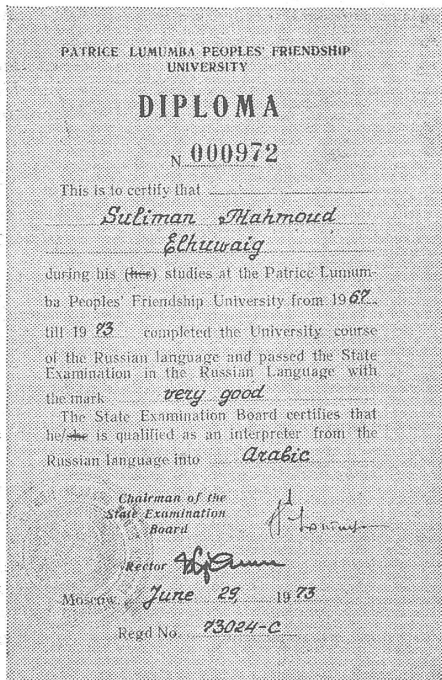 PATRICE LUMUMBA PEOPLES' FRIENDSHIP
UNIVERSITY
DIPLOMA
N 000972
This is to certify that
Suliman Mahmoud
Elhuwaig
during his (her) studies at the Patrice Lumum-
ba Peoples' Friendship University from 1967
till 1973 completed the University course
of the Russian language and passed the State
Examination in the Russian Language with
the mark very good
The State Examination Board certifies that
he/she is qualified as an interpreter from the
Russian language into Arabic
Chairman of the
State Examination
Board
Rector
Moscow June 29, 1973
Regd No. 73024-C